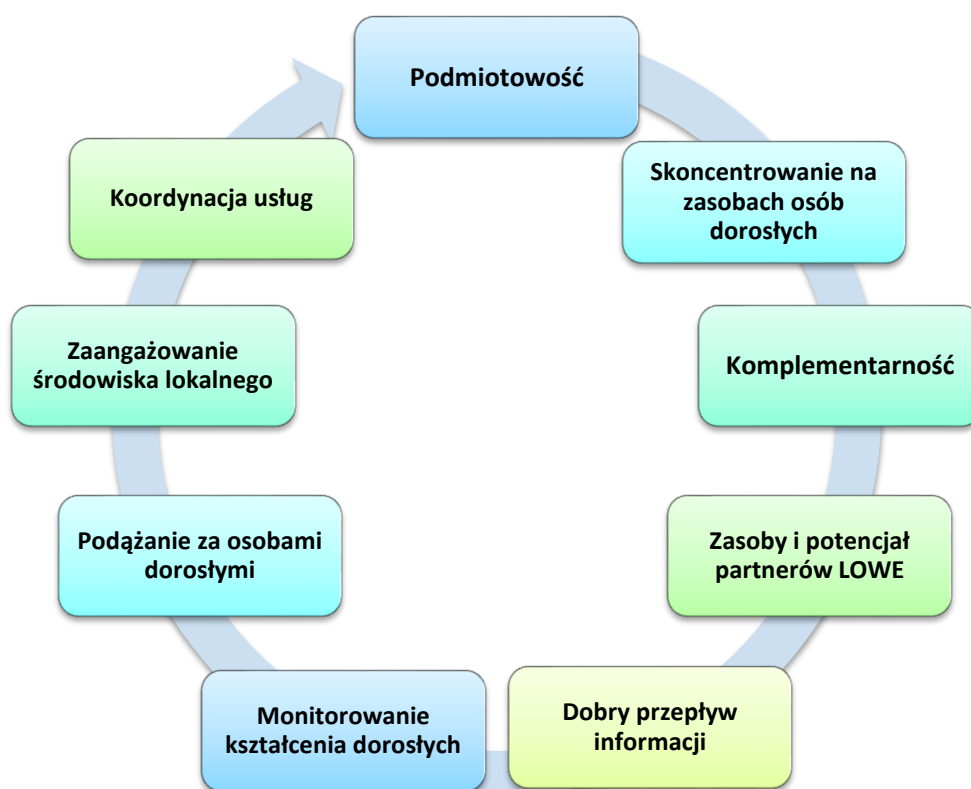 Podmiotowość
Skoncentrowanie na
zasobach osób
dorosłych
Komplementarność
Zasoby i potencjał
partnerów LOWE
Dobry przepływ
informacji
Monitorowanie
kształcenia dorosłych
Podążanie za osobami
dorosłymi
Zaangażowanie
środowiska lokalnego
Koordynacja usług